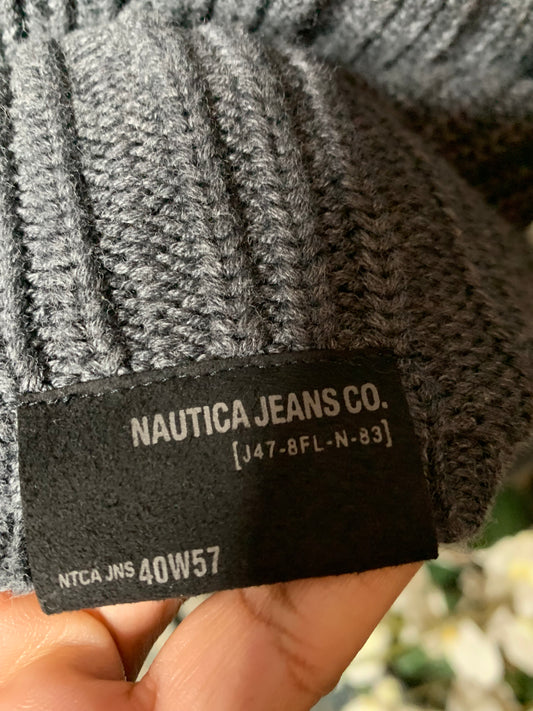 NAUTICA JEANS CO.
[J47-8FL-N-83]
NTCA JNS 40W57